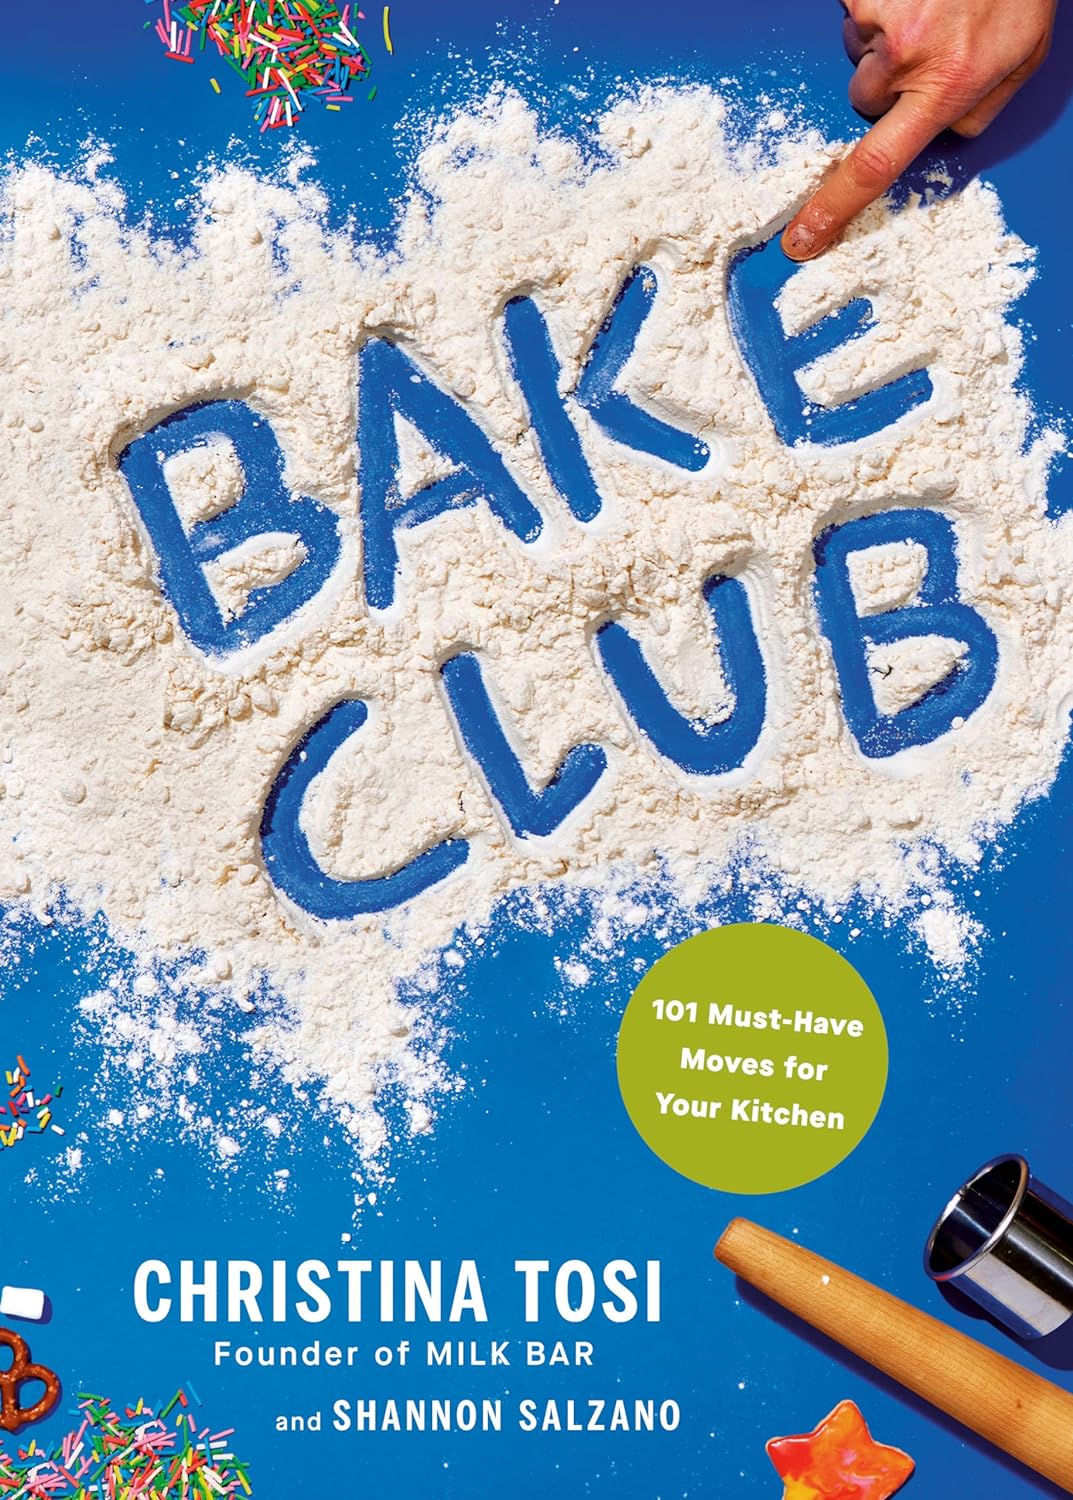 BAKE
CLUB
101 Must-Have
Moves for
Your Kitchen
CHRISTINA TOSI
Founder of MILK BAR
and SHANNON SALZANO